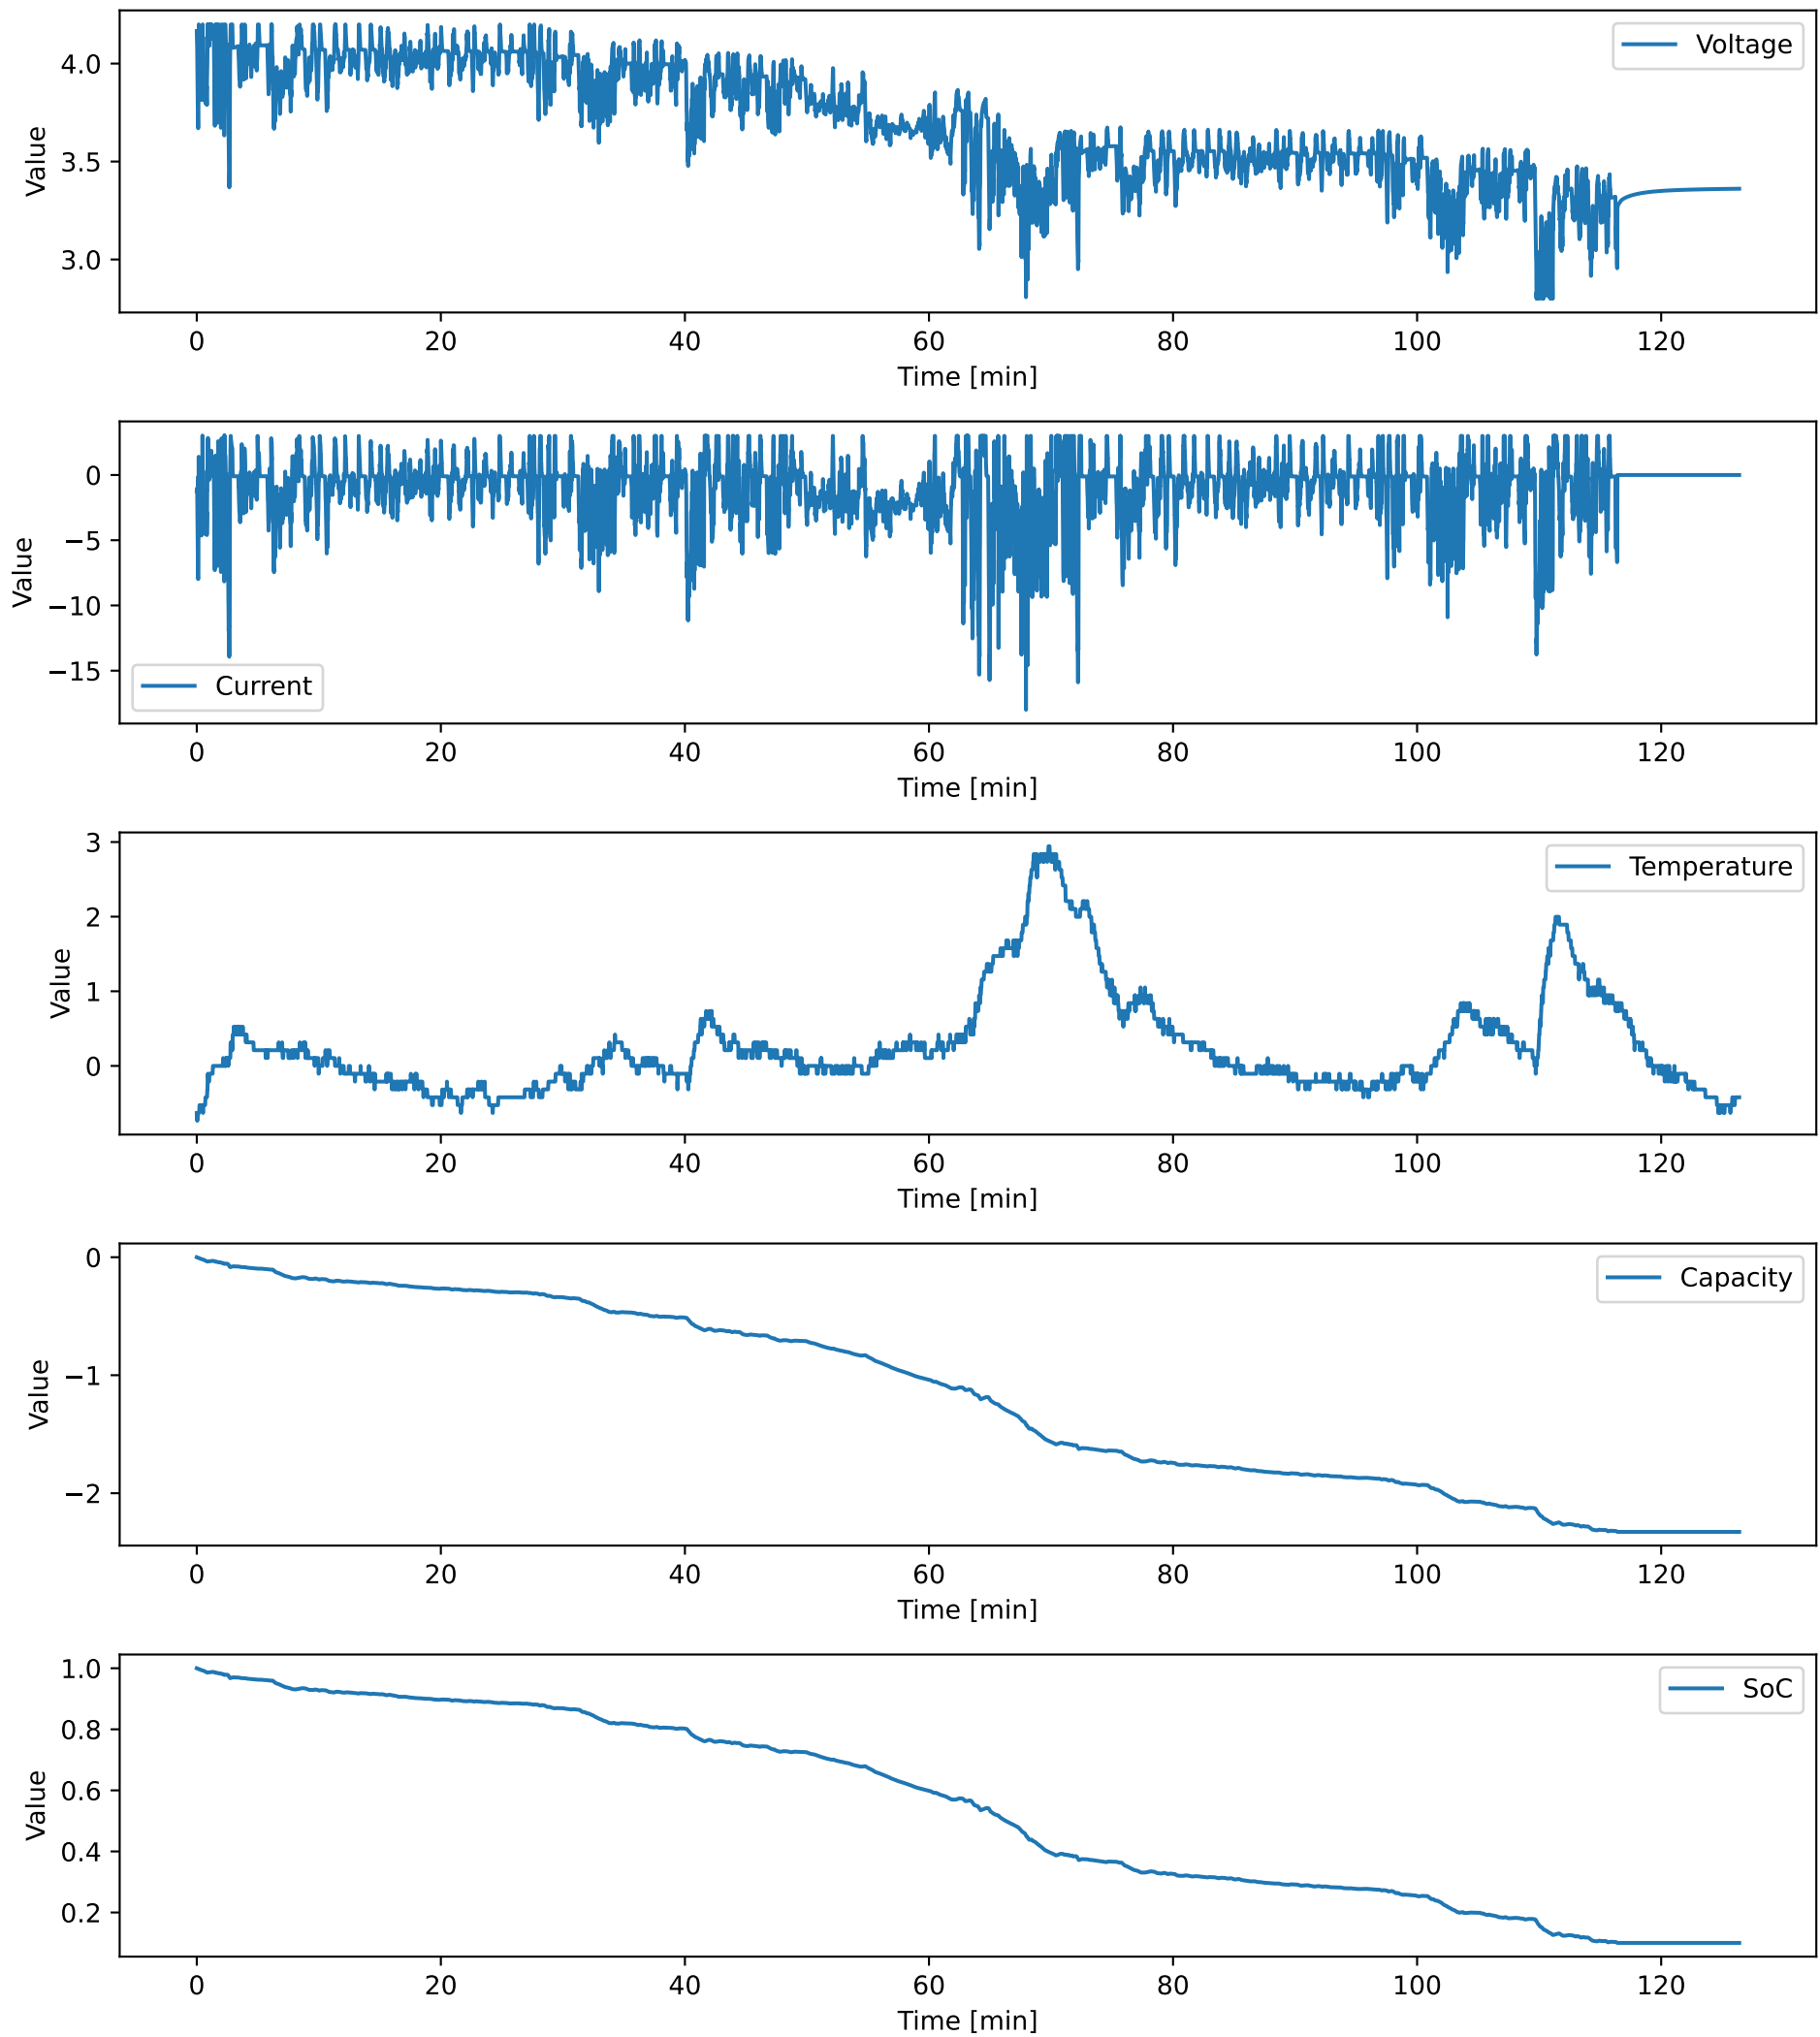 Voltage
4.0
3.5
3.0
Value
0 20 40 60 80 100 120
Time [min]
0
−5
−10
−15
Value
Current
0 20 40 60 80 100 120
Time [min]
Temperature
3
2
1
0
Value
0 20 40 60 80 100 120
Time [min]
Capacity
0
−1
−2
Value
0 20 40 60 80 100 120
Time [min]
SoC
1.0
0.8
0.6
0.4
0.2
Value
0 20 40 60 80 100 120
Time [min]